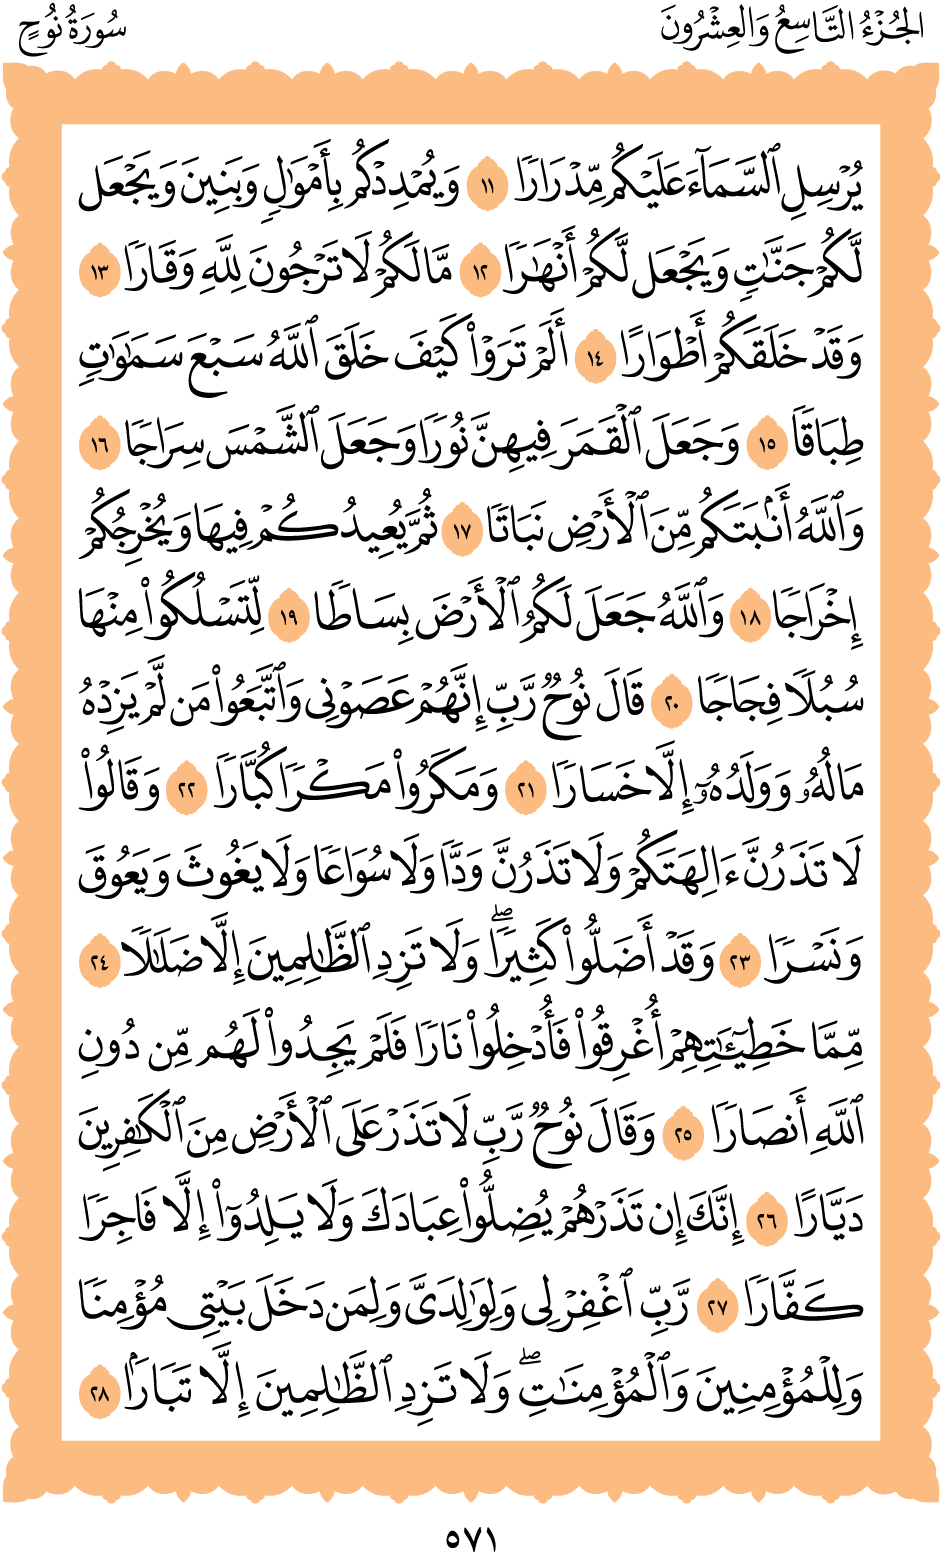 الجُزْءُ التَّاسِعُ وَالعِشْرُونَ
سُورَةُ نُوحٍ
يُرْسِلِ ٱلسَّمَآءَ عَلَيْكُم مِّدْرَارًا ١١ وَيُمْدِدْكُم بِأَمْوَٰلٍ وَبَنِينَ وَيَجْعَل
لَّكُمْ جَنَّٰتٍ وَيَجْعَل لَّكُمْ أَنْهَٰرًا ١٢ مَّا لَكُمْ لَا تَرْجُونَ لِلَّهِ وَقَارًا ١٣
وَقَدْ خَلَقَكُمْ أَطْوَارًا ١٤ أَلَمْ تَرَوْا۟ كَيْفَ خَلَقَ ٱللَّهُ سَبْعَ سَمَٰوَٰتٍ
طِبَاقًا ١٥ وَجَعَلَ ٱلْقَمَرَ فِيهِنَّ نُورًا وَجَعَلَ ٱلشَّمْسَ سِرَاجًا ١٦
وَٱللَّهُ أَنۢبَتَكُم مِّنَ ٱلْأَرْضِ نَبَاتًا ١٧ ثُمَّ يُعِيدُكُمْ فِيهَا وَيُخْرِجُكُمْ
إِخْرَاجًا ١٨ وَٱللَّهُ جَعَلَ لَكُمُ ٱلْأَرْضَ بِسَاطًا ١٩ لِّتَسْلُكُوا۟ مِنْهَا
سُبُلًا فِجَاجًا ٢٠ قَالَ نُوحٌ رَّبِّ إِنَّهُمْ عَصَوْنِى وَٱتَّبَعُوا۟ مَن لَّمْ يَزِدْهُ
مَالُهُۥ وَوَلَدُهُۥٓ إِلَّا خَسَارًا ٢١ وَمَكَرُوا۟ مَكْرًا كُبَّارًا ٢٢ وَقَالُوا۟
لَا تَذَرُنَّ ءَالِهَتَكُمْ وَلَا تَذَرُنَّ وَدًّا وَلَا سُوَاعًا وَلَا يَغُوثَ وَيَعُوقَ
وَنَسْرًا ٢٣ وَقَدْ أَضَلُّوا۟ كَثِيرًا ۖ وَلَا تَزِدِ ٱلظَّٰلِمِينَ إِلَّا ضَلَٰلًا ٢٤
مِّمَّا خَطِيٓـَٰٔتِهِمْ أُغْرِقُوا۟ فَأُدْخِلُوا۟ نَارًا فَلَمْ يَجِدُوا۟ لَهُم مِّن دُونِ
ٱللَّهِ أَنصَارًا ٢٥ وَقَالَ نُوحٌ رَّبِّ لَا تَذَرْ عَلَى ٱلْأَرْضِ مِنَ ٱلْكَٰفِرِينَ
دَيَّارًا ٢٦ إِنَّكَ إِن تَذَرْهُمْ يُضِلُّوا۟ عِبَادَكَ وَلَا يَلِدُوٓا۟ إِلَّا فَاجِرًا
كَفَّارًا ٢٧ رَّبِّ ٱغْفِرْ لِى وَلِوَٰلِدَىَّ وَلِمَن دَخَلَ بَيْتِىَ مُؤْمِنًا
وَلِلْمُؤْمِنِينَ وَٱلْمُؤْمِنَٰتِ ۖ وَلَا تَزِدِ ٱلظَّٰلِمِينَ إِلَّا تَبَارًۢا ٢٨
٥٧١